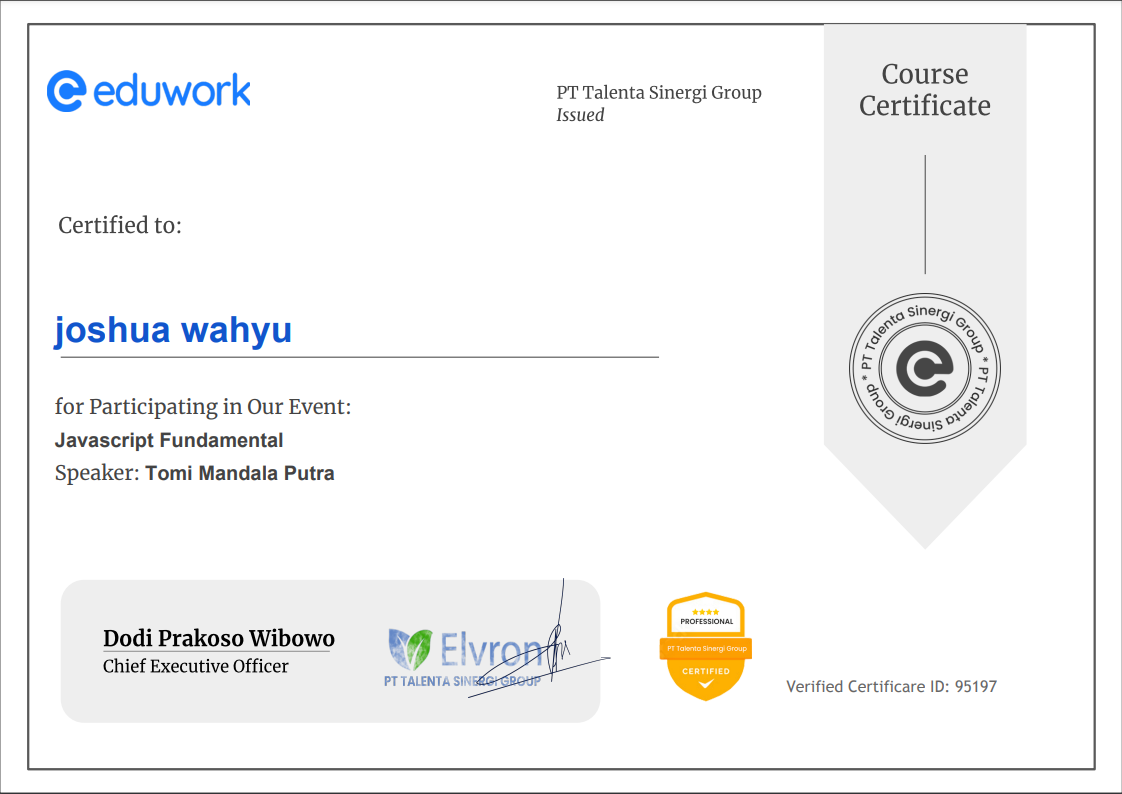 eduwork
PT Talenta Sinergi Group
Issued
Course
Certificate
Certified to:
joshua wahyu
PT Talenta Sinergi Group * PT Talenta Sinergi Group *
for Participating in Our Event:
Javascript Fundamental
Speaker: Tomi Mandala Putra
Dodi Prakoso Wibowo
Chief Executive Officer
Elvron
PT TALENTA SINERGI GROUP
PROFESSIONAL
PT Talenta Sinergi Group
CERTIFIED
Verified Certificare ID: 95197